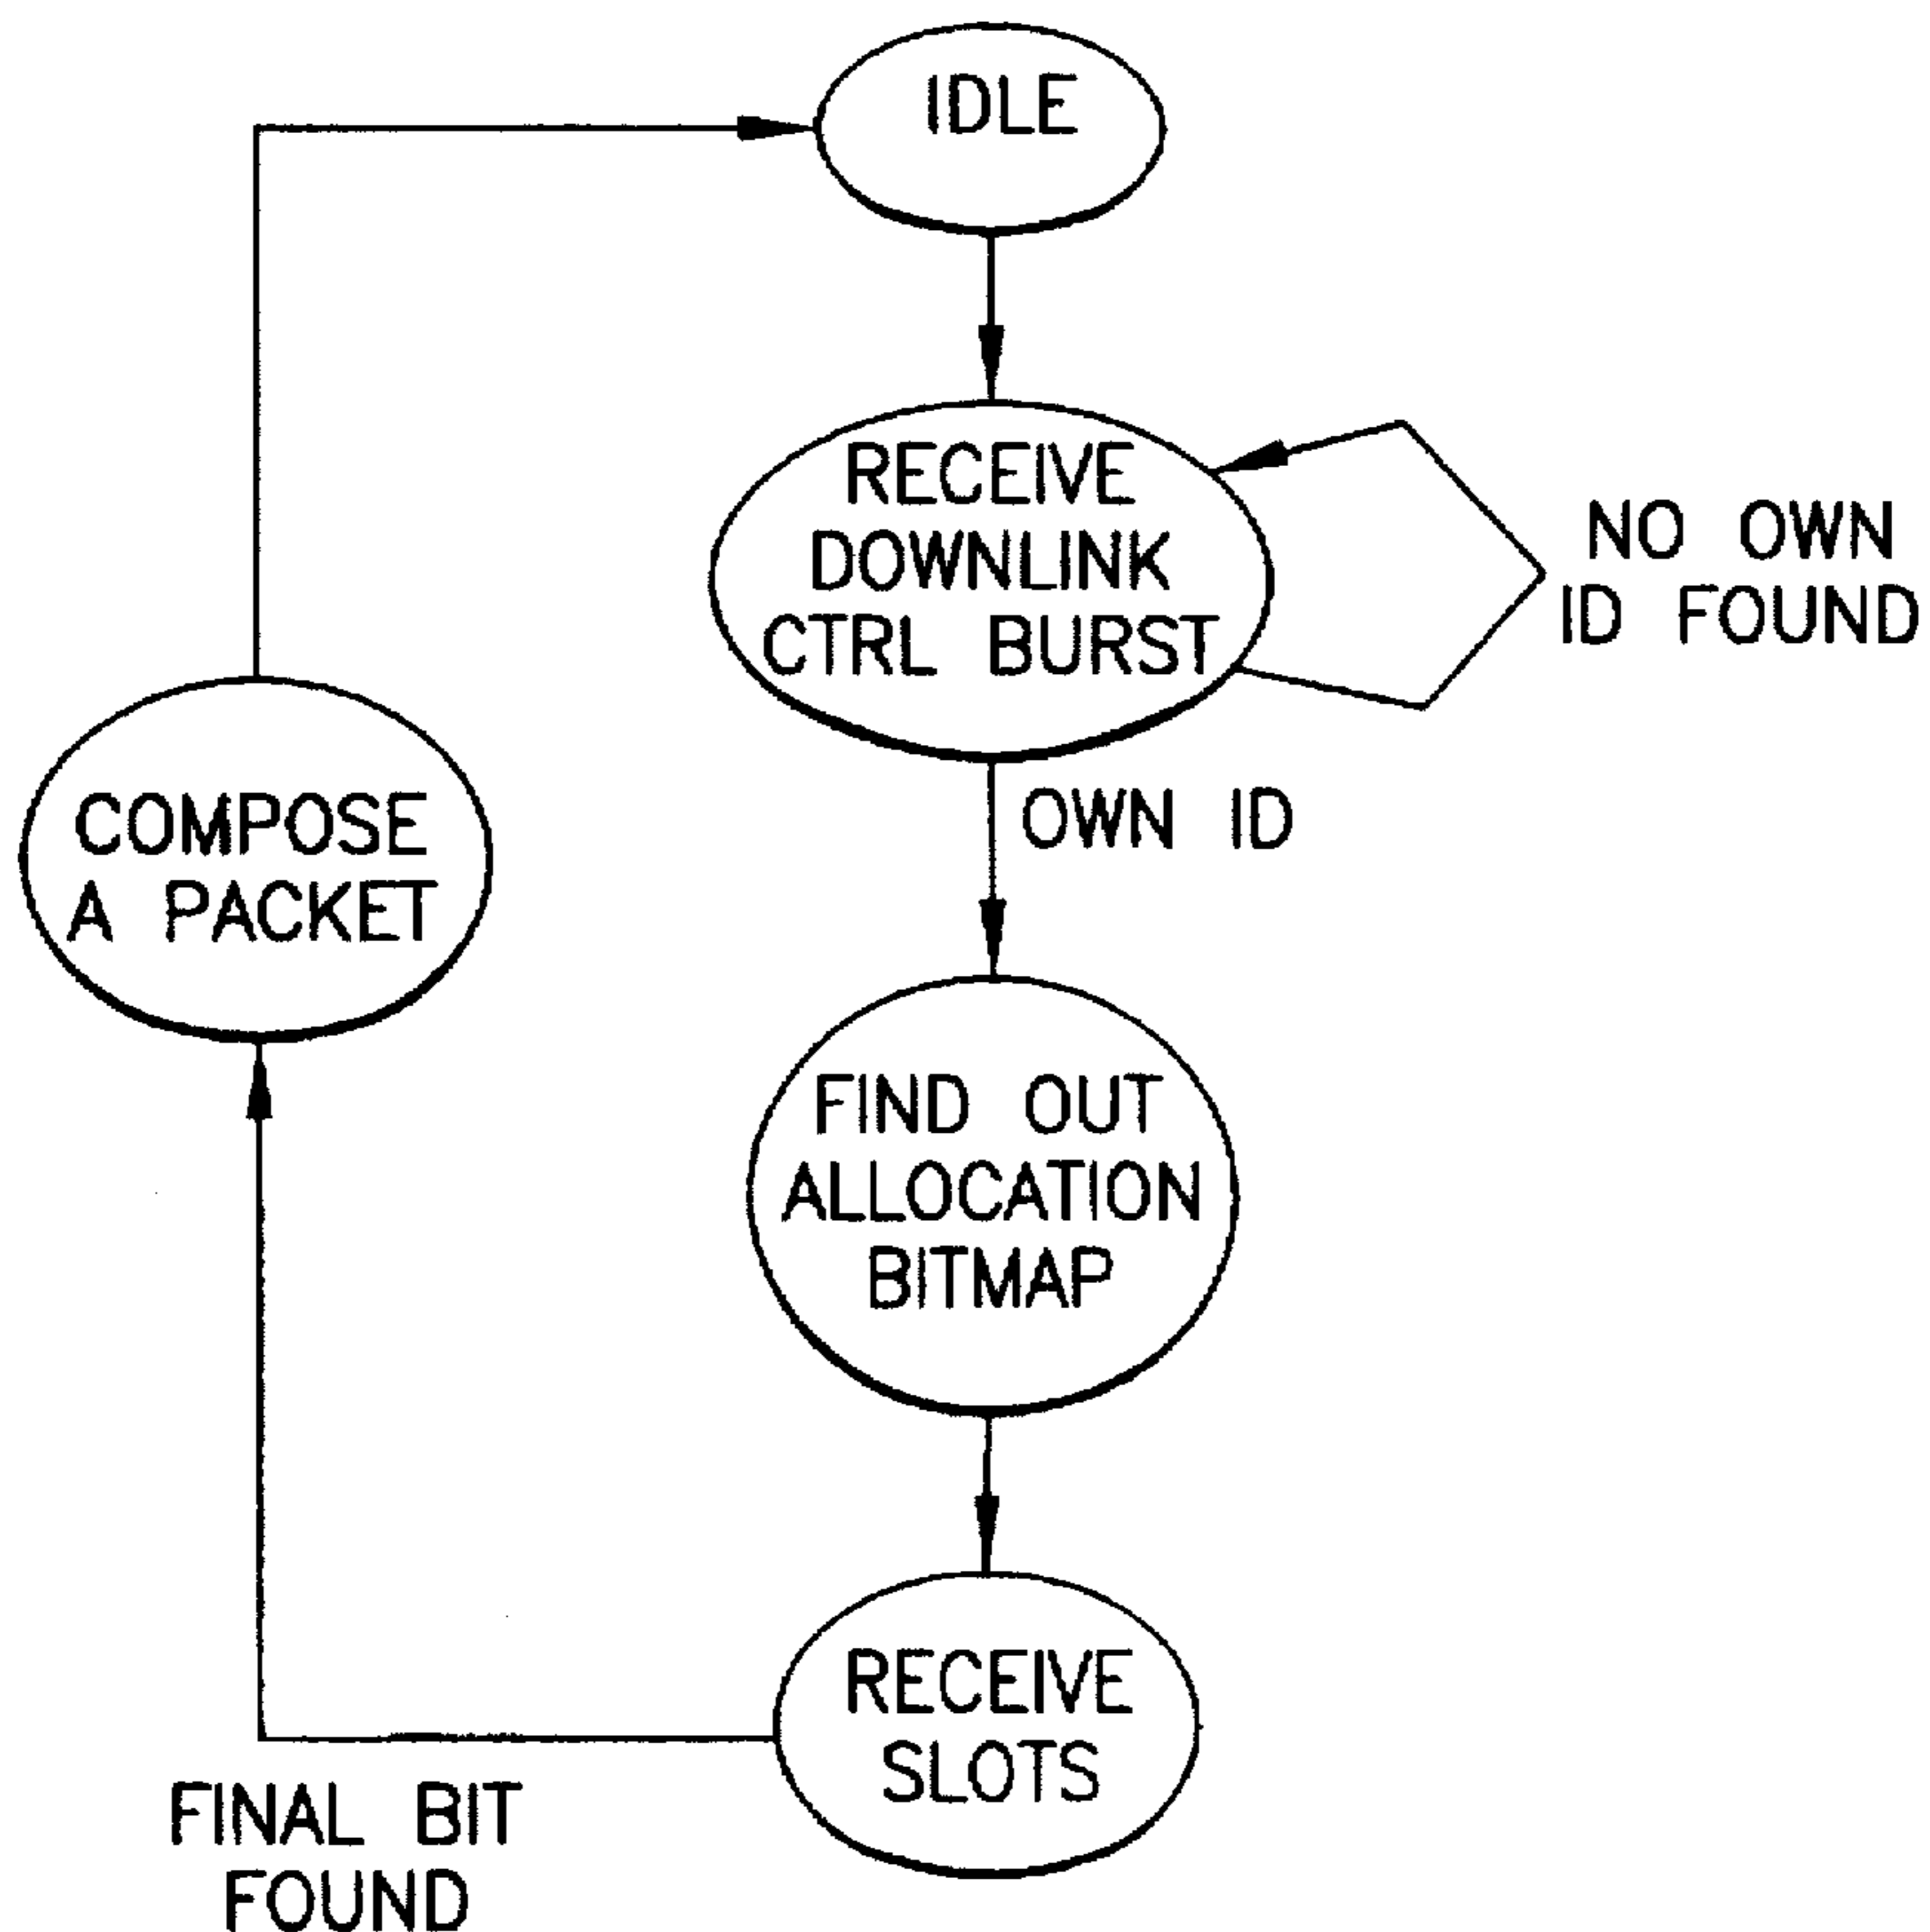 IDLE
RECEIVE
DOWNLINK
CTRL BURST
NO OWN
ID FOUND
OWN ID
COMPOSE
A PACKET
FIND OUT
ALLOCATION
BITMAP
RECEIVE
SLOTS
FINAL BIT
FOUND